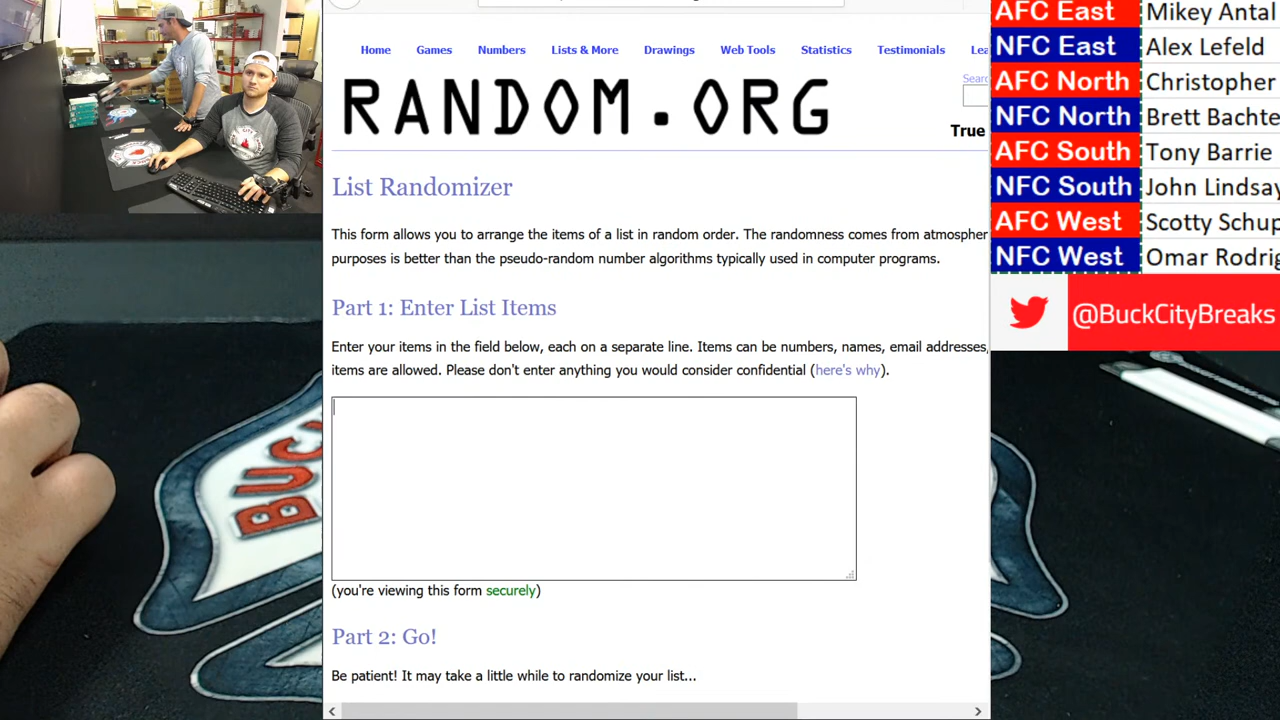 Home Games Numbers Lists & More Drawings Web Tools Statistics Testimonials
RANDOM.ORG
True
List Randomizer
This form allows you to arrange the items of a list in random order. The randomness comes from
purposes is better than the pseudo-random number algorithms typically used in computer programs.
Part 1: Enter List Items
Enter your items in the field below, each on a separate line. Items can be numbers, names, email addresses,
items are allowed. Please don't enter anything you would consider confidential (here's why).
(you're viewing this form securely)
Part 2: Go!
Be patient! It may take a little while to randomize your list...
AFC East Mikey Antal
NFC East Alex Lefeld
AFC North Christopher
NFC North Brett
AFC South Tony Barrie
NFC South John Lindsay
AFC West Scotty
NFC West Omar
@BuckCityBreaks